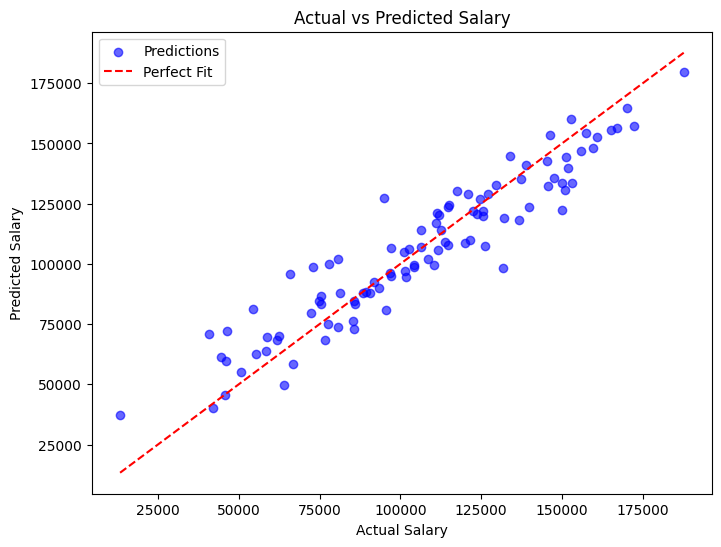 Actual vs Predicted Salary
Predictions
Perfect Fit
175000
150000
125000
100000
75000
50000
25000
Predicted Salary
25000
50000
75000
100000
125000
150000
175000
Actual Salary